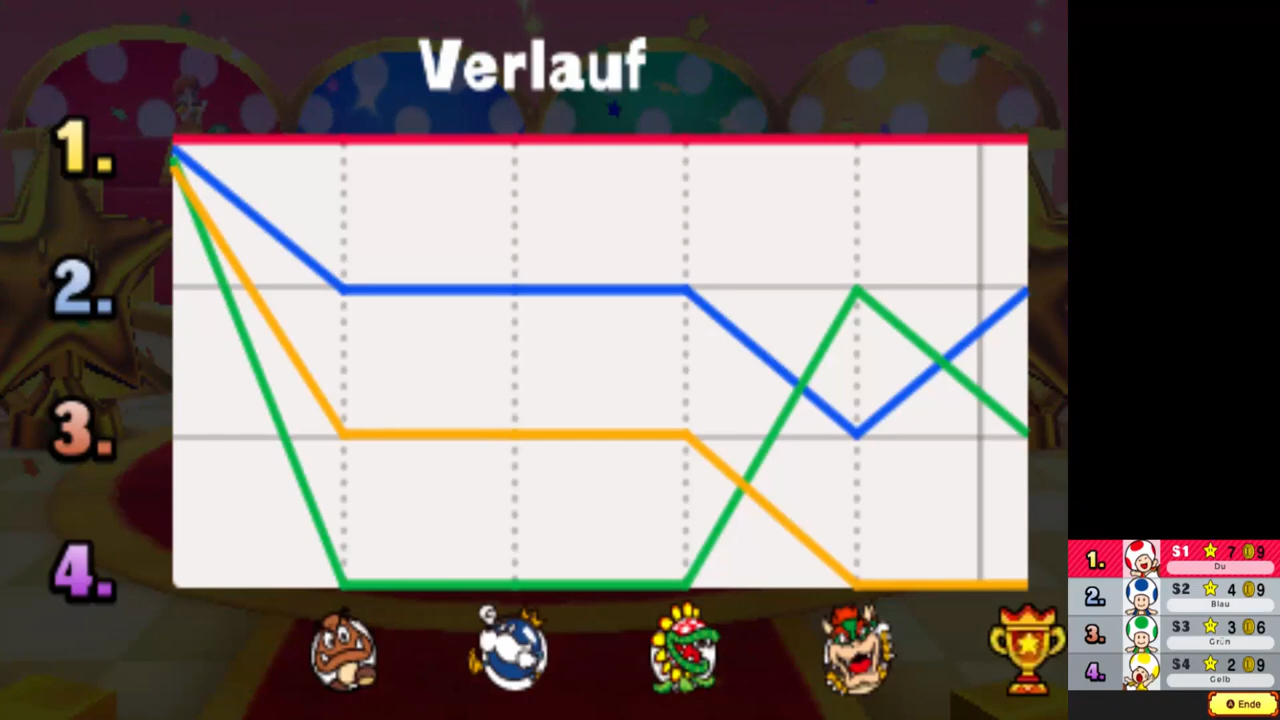 Verlauf
1.
2.
3.
4.
1. S1 7 9
Du
2. S2 4 9
Blau
3. S3 3 6
Grün
4. S4 2 9
Gelb
A Ende